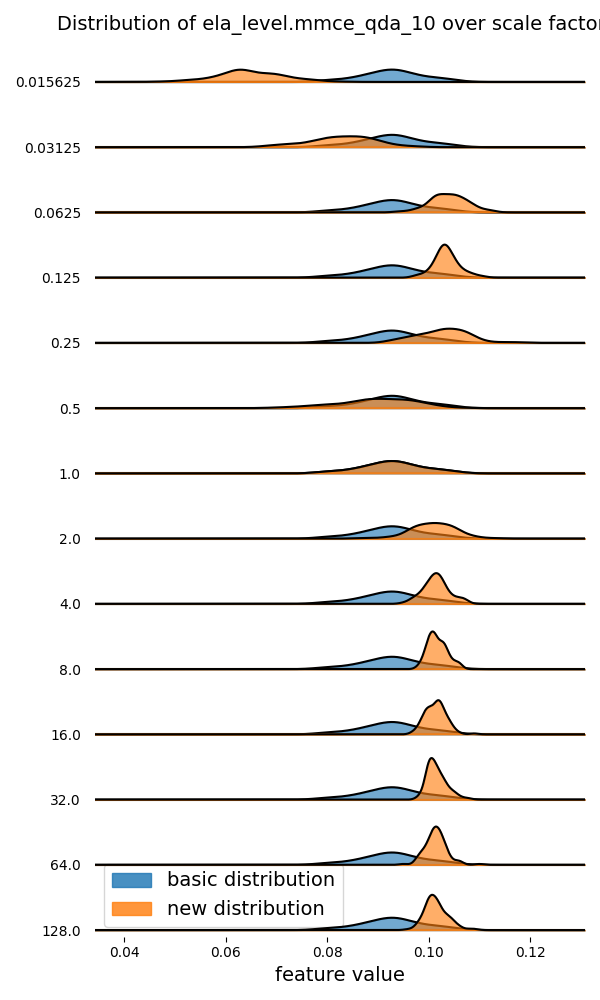 Distribution of ela_level.mmce_qda_10 over scale factor
0.015625
0.03125
0.0625
0.125
0.25
0.5
1.0
2.0
4.0
8.0
16.0
32.0
64.0
basic distribution
new distribution
128.0
0.04 0.06 0.08 0.10 0.12
feature value